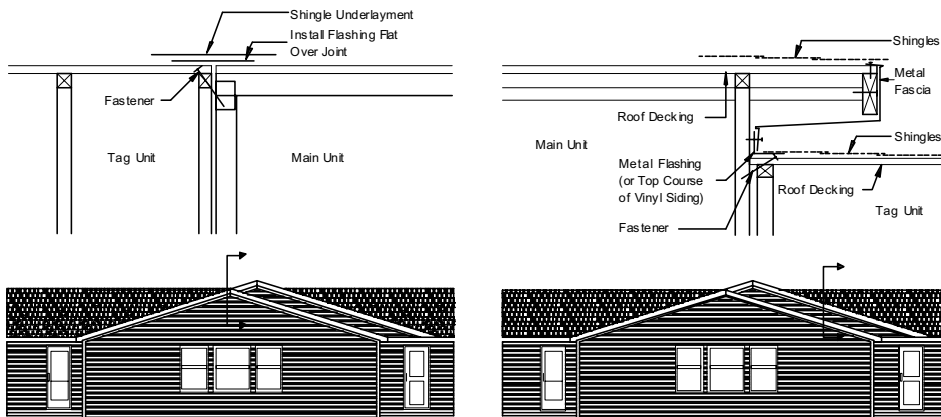 Shingle Underlayment
Install Flashing Flat
Over Joint
Fastener
Tag Unit
Main Unit
Shingles
Metal
Fascia
Roof Decking
Main Unit
Shingles
Metal Flashing
(or Top Course
of Vinyl Siding)
Roof Decking
Tag Unit
Fastener